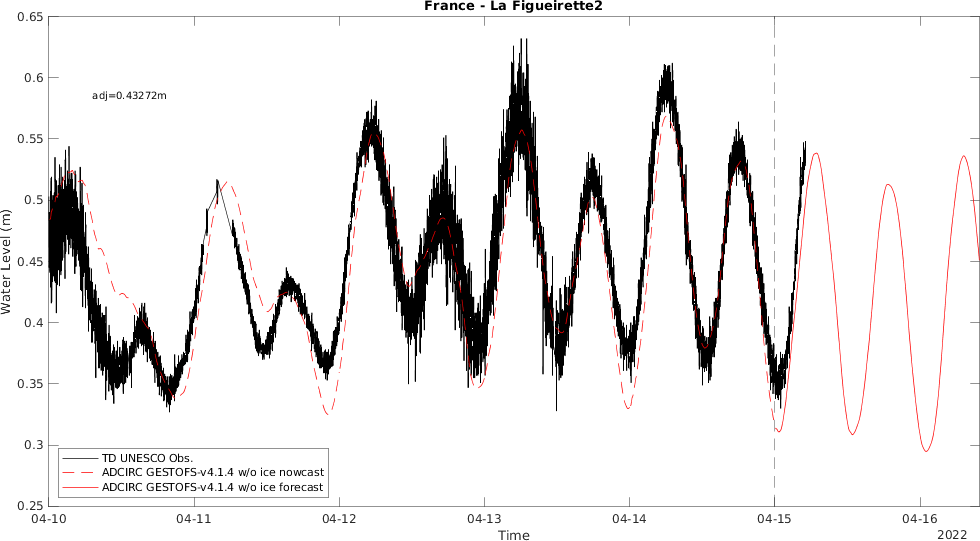 France - La Figueirette2
0.65
0.6
0.55
0.5
0.45
0.4
0.35
0.3
0.25
Water Level (m)
adj=0.43272m
TD UNESCO Obs.
ADCIRC GESTOFS-v4.1.4 w/o ice nowcast
ADCIRC GESTOFS-v4.1.4 w/o ice forecast
04-10 04-11 04-12 04-13 04-14 04-15 04-16
Time
2022